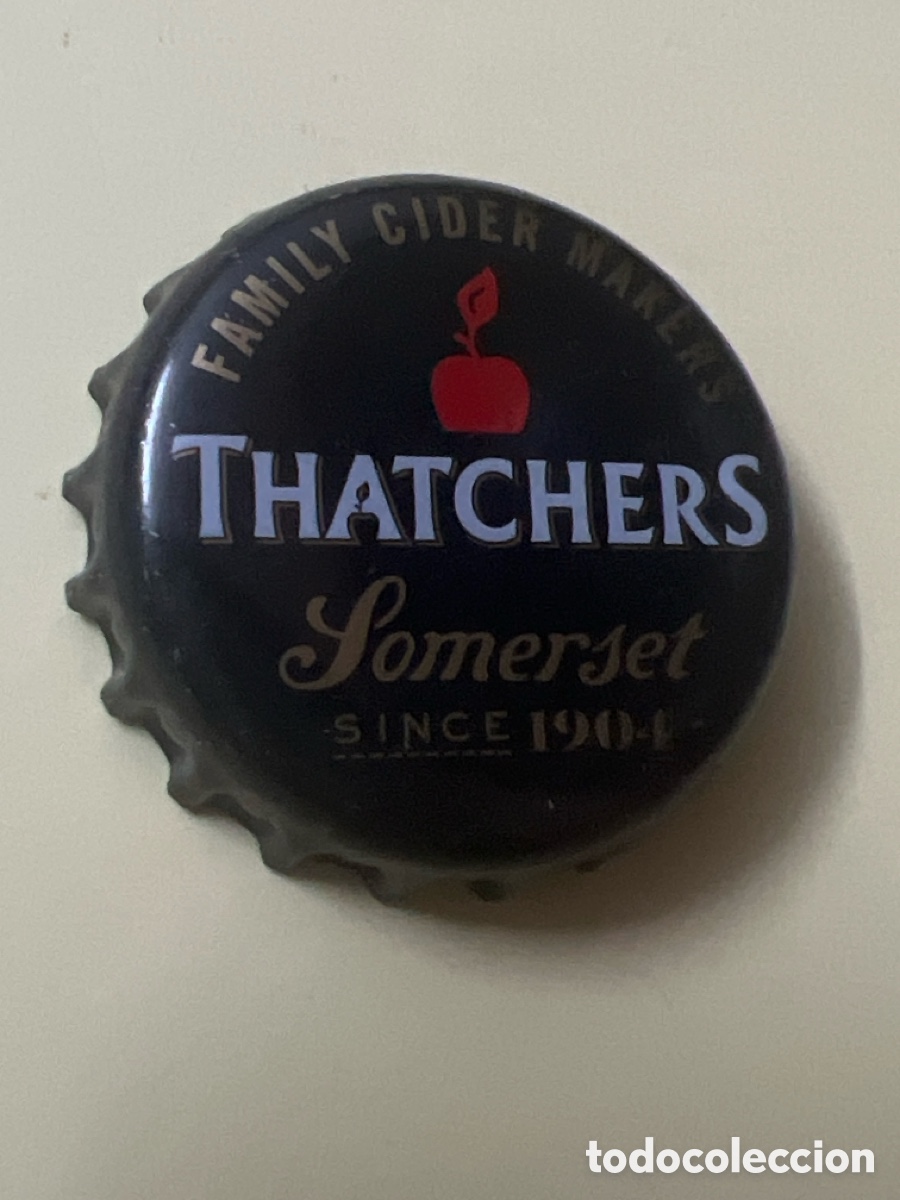 FAMILY CIDER MAKERS
THATCHERS
Somerset
SINCE 1904
todocoleccion